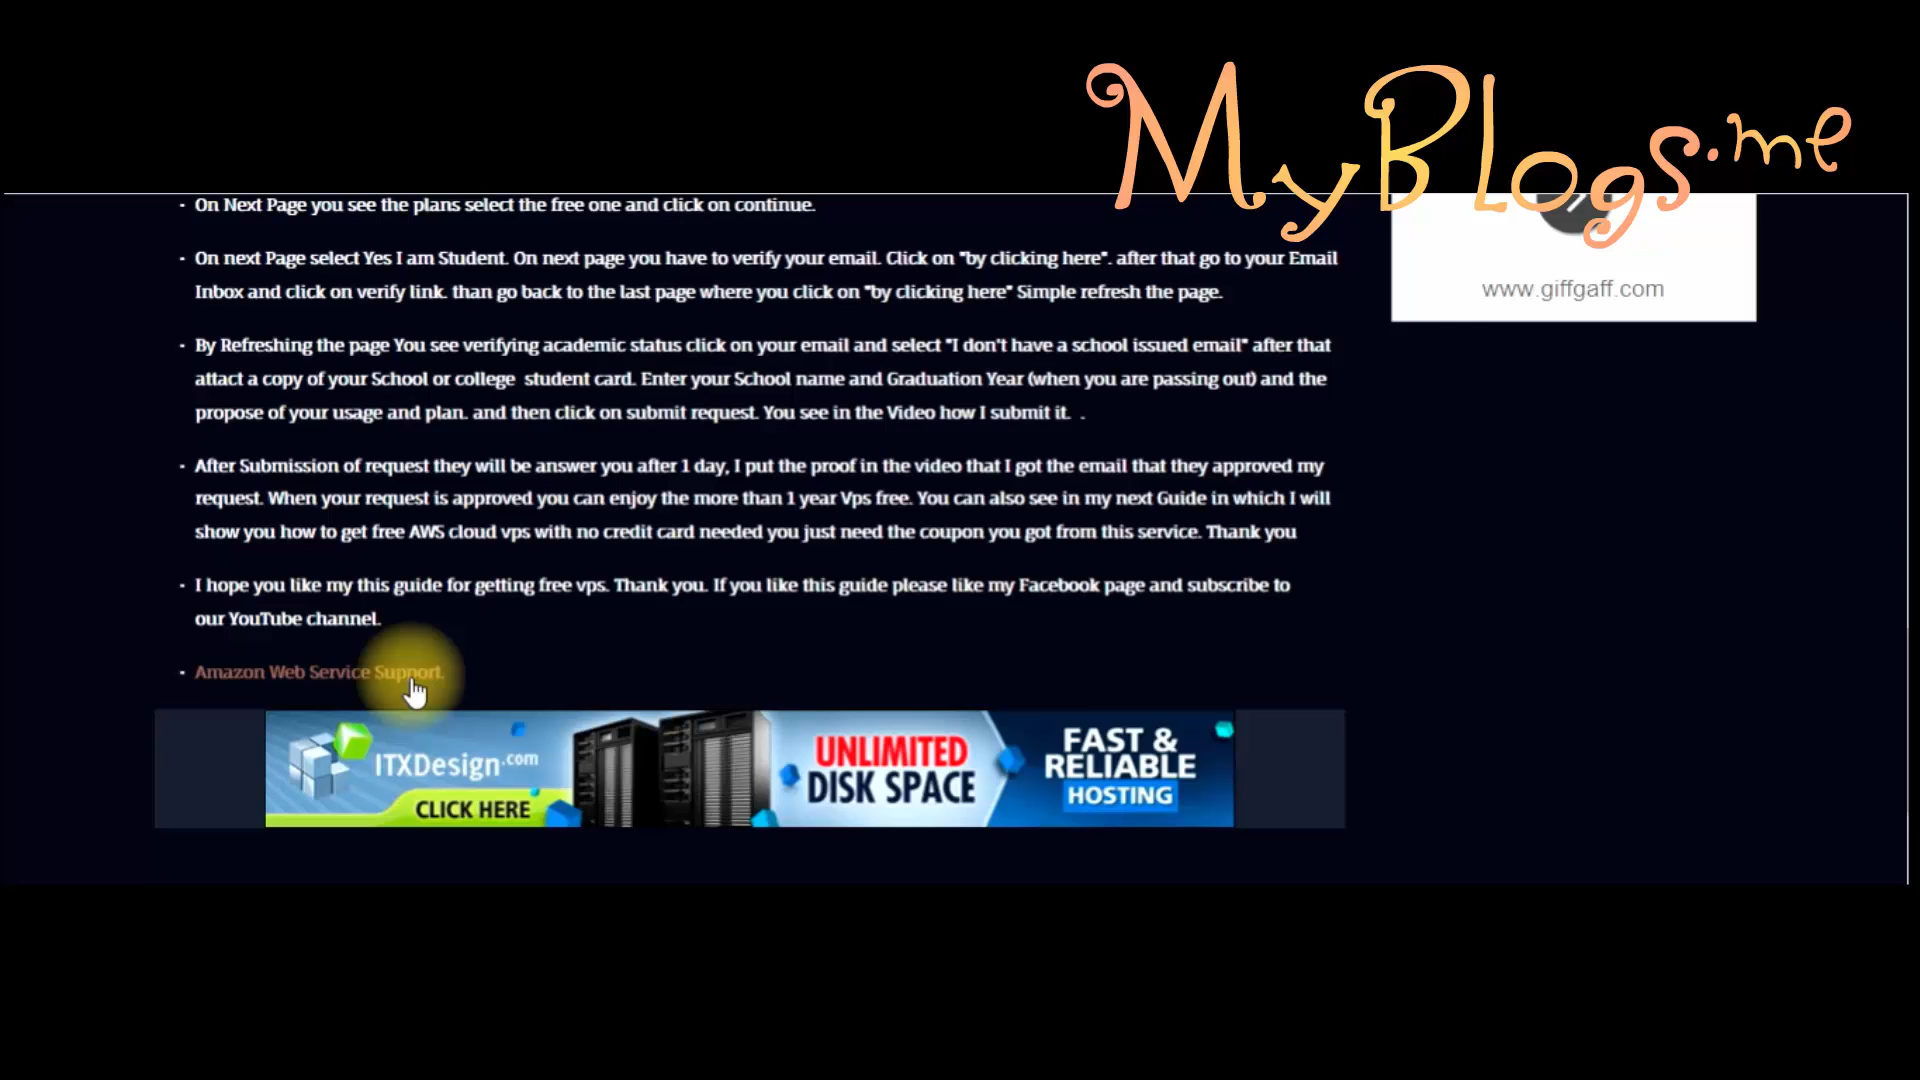 MyBlogs.me
- On Next Page you see the plans select the free one and click on continue.
- On next Page select Yes I am Student. On next page you have to verify your email. Click on "by clicking here". after that go to your Email
Inbox and click on verify link. than go back to the last page where you click on "by clicking here" Simple refresh the page.
www.giffgaff.com
- By Refreshing the page You see verifying academic status click on your email and select "I don't have a school issued email" after that
attact a copy of your School or college student card. Enter your School name and Graduation Year (when you are passing out) and the
propose of your usage and plan. and then click on submit request. You see in the Video how I submit it. .
- After Submission of request they will be answer you after 1 day, I put the proof in the video that I got the email that they approved my
request. When your request is approved you can enjoy the more than 1 year Vps free. You can also see in my next Guide in which I will
show you how to get free AWS cloud vps with no credit card needed you just need the coupon you got from this service. Thank you
- I hope you like my this guide for getting free vps. Thank you. If you like this guide please like my Facebook page and subscribe to
our YouTube channel.
- Amazon Web Service Support.
ITXDesign.com
CLICK HERE
UNLIMITED
DISK SPACE
FAST &
RELIABLE
HOSTING